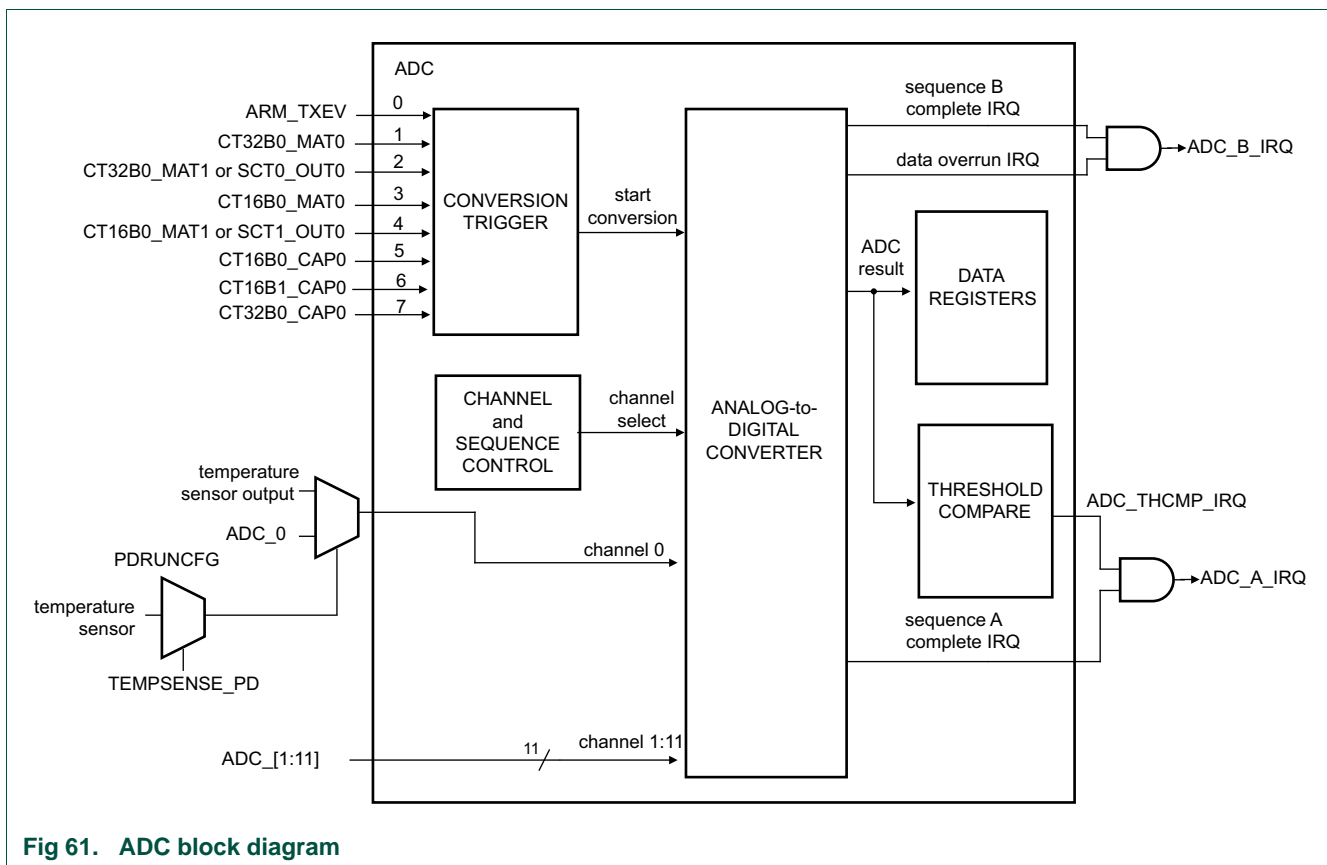 ADC
ARM_TXEV
0
CT32B0_MAT0
1
CT32B0_MAT1 or SCT0_OUT0
2
CT16B0_MAT0
3
CT16B0_MAT1 or SCT1_OUT0
4
CT16B0_CAP0
5
CT16B1_CAP0
6
CT32B0_CAP0
7
CONVERSION
TRIGGER
start
conversion
CHANNEL
and
SEQUENCE
CONTROL
channel
select
ANALOG-to-
DIGITAL
CONVERTER
sequence B
complete IRQ
data overrun IRQ
ADC_B_IRQ
ADC
result
DATA
REGISTERS
THRESHOLD
COMPARE
ADC_THCMP_IRQ
ADC_A_IRQ
sequence A
complete IRQ
temperature
sensor output
ADC_0
channel 0
PDRUNCFG
temperature
sensor
TEMPSENSE_PD
ADC_[1:11]
11
channel 1:11
Fig 61. ADC block diagram